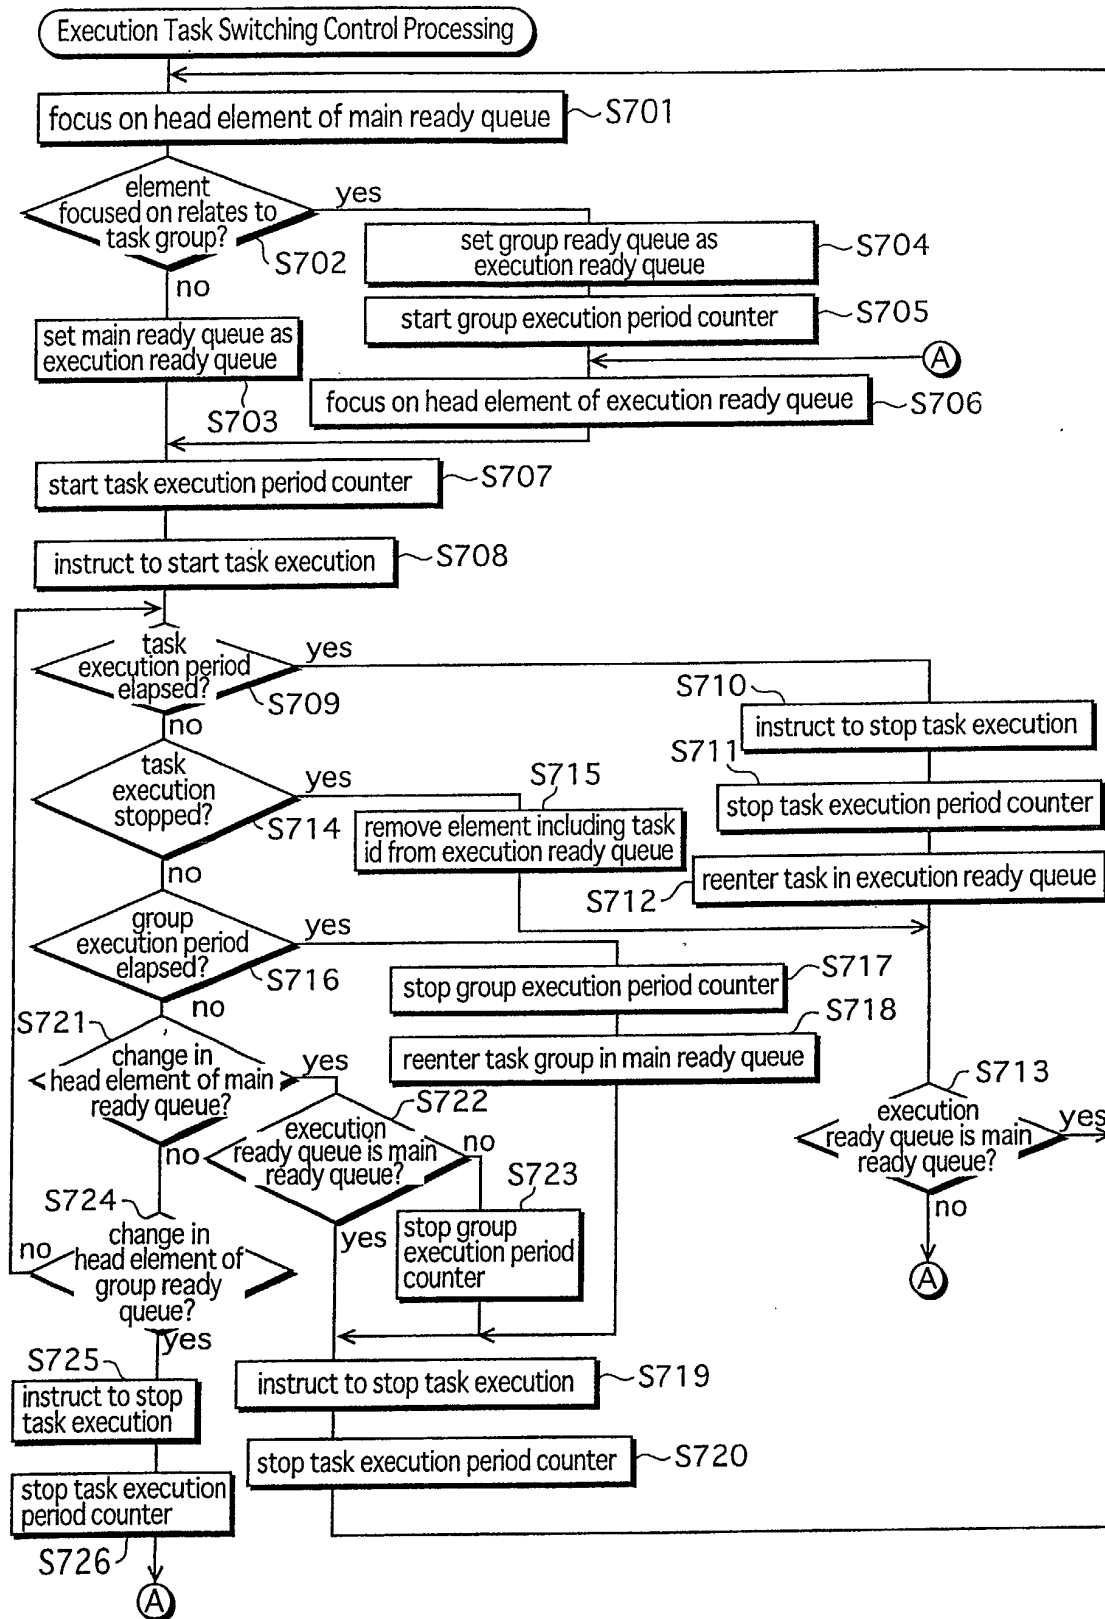 Execution Task Switching Control Processing
focus on head element of main ready queue
S701
element
focused on relates to
task group?
yes
S702
no
set group ready queue as
execution ready queue
S704
start group execution period counter
S705
set main ready queue as
execution ready queue
S703
A
focus on head element of execution ready queue
S706
start task execution period counter
S707
instruct to start task execution
S708
task
execution period
elapsed?
yes
S709
no
S710
instruct to stop task execution
S711
stop task execution period counter
S712
reenter task in execution ready queue
task
execution
stopped?
yes
S714
no
S715
remove element including task
id from execution ready queue
group
execution period
elapsed?
yes
S716
no
S717
stop group execution period counter
S718
reenter task group in main ready queue
S713
execution
ready queue is main
ready queue?
yes
no
A
S721
change in
head element of main
ready queue?
yes
no
S722
execution
ready queue is main
ready queue?
no
yes
S723
stop group
execution period
counter
S724
change in
head element of
group ready
queue?
no
yes
S725
instruct to stop
task execution
S719
instruct to stop task execution
stop task execution period counter
S720
stop task execution
period counter
S726
A